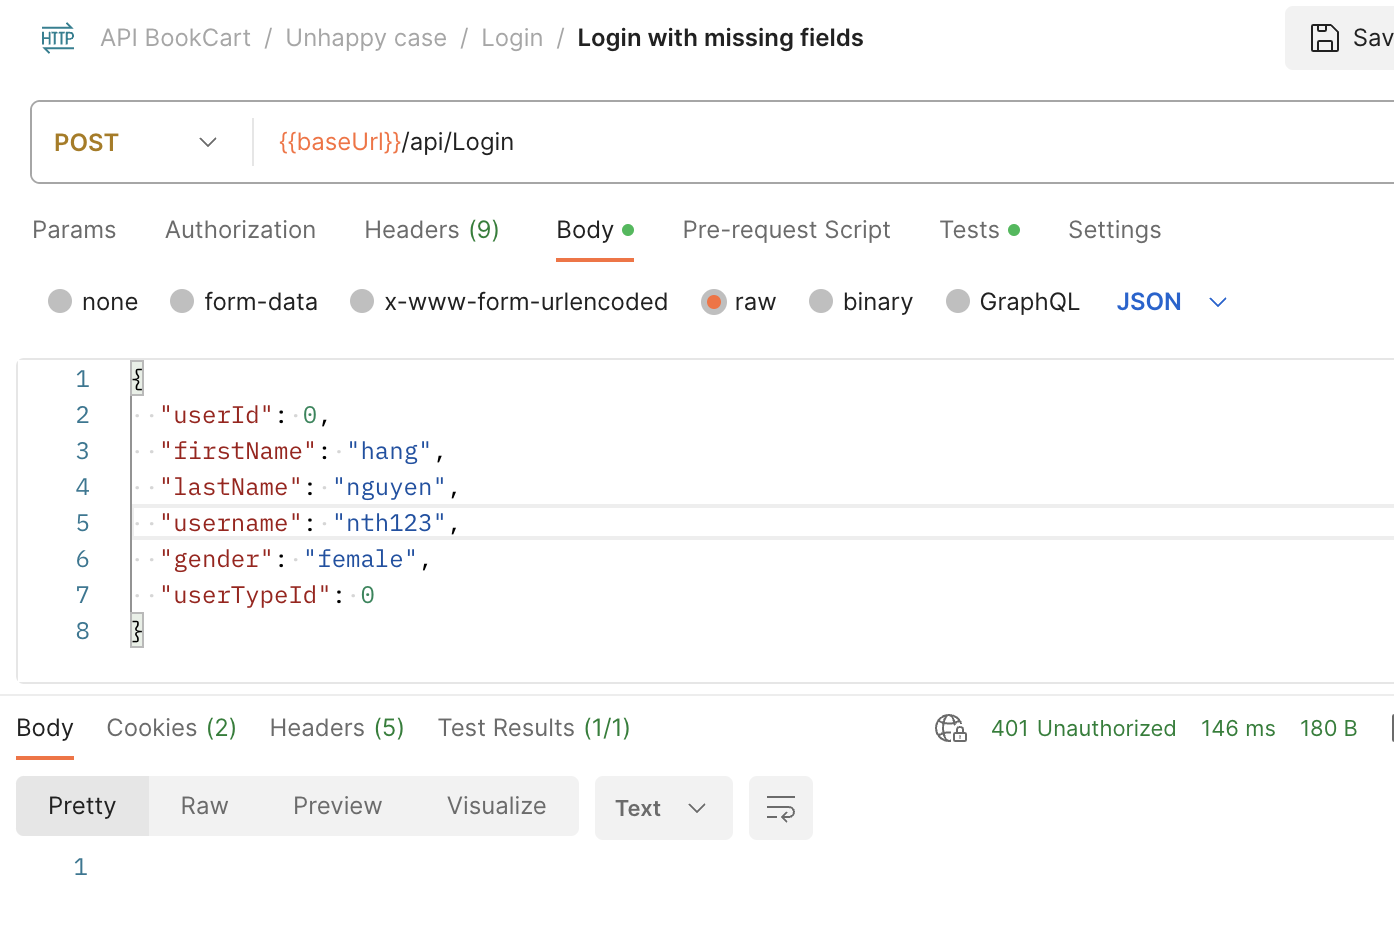 HTTP API BookCart / Unhappy case / Login / Login with missing fields Sav
POST {{baseUrl}}/api/Login
Params Authorization Headers (9) Body Pre-request Script Tests Settings
none form-data x-www-form-urlencoded raw binary GraphQL JSON
1 {
2 "userId": 0,
3 "firstName": "hang",
4 "lastName": "nguyen",
5 "username": "nth123",
6 "gender": "female",
7 "userTypeId": 0
8 }
Body Cookies (2) Headers (5) Test Results (1/1) 401 Unauthorized 146 ms 180 B
Pretty Raw Preview Visualize Text
1